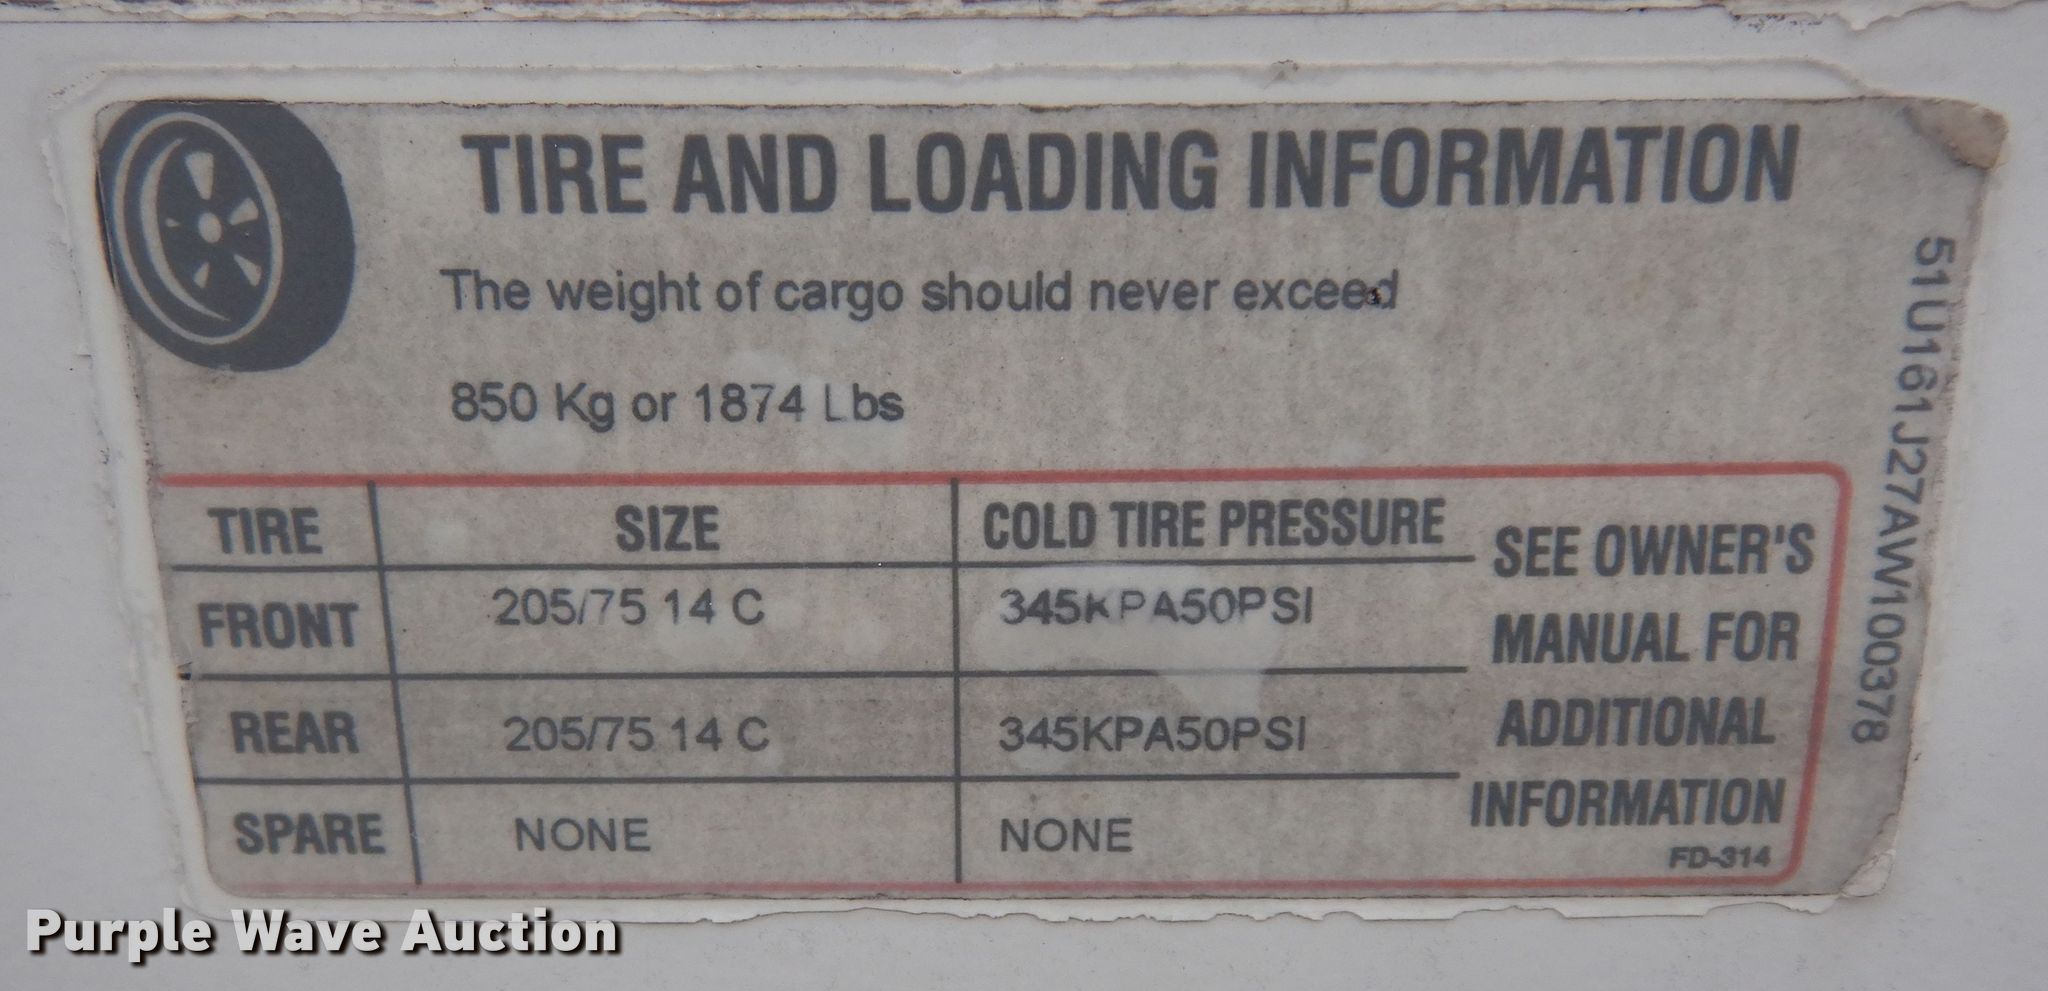 TIRE AND LOADING INFORMATION
The weight of cargo should never exceed
850 Kg or 1874 Lbs
TIRE SIZE COLD TIRE PRESSURE
FRONT 205/75 14 C 345KPA50PSI
REAR 205/75 14 C 345KPA50PSI
SPARE NONE NONE
SEE OWNER'S
MANUAL FOR
ADDITIONAL
INFORMATION
FD-314
51U161J27AW100378
Purple Wave Auction